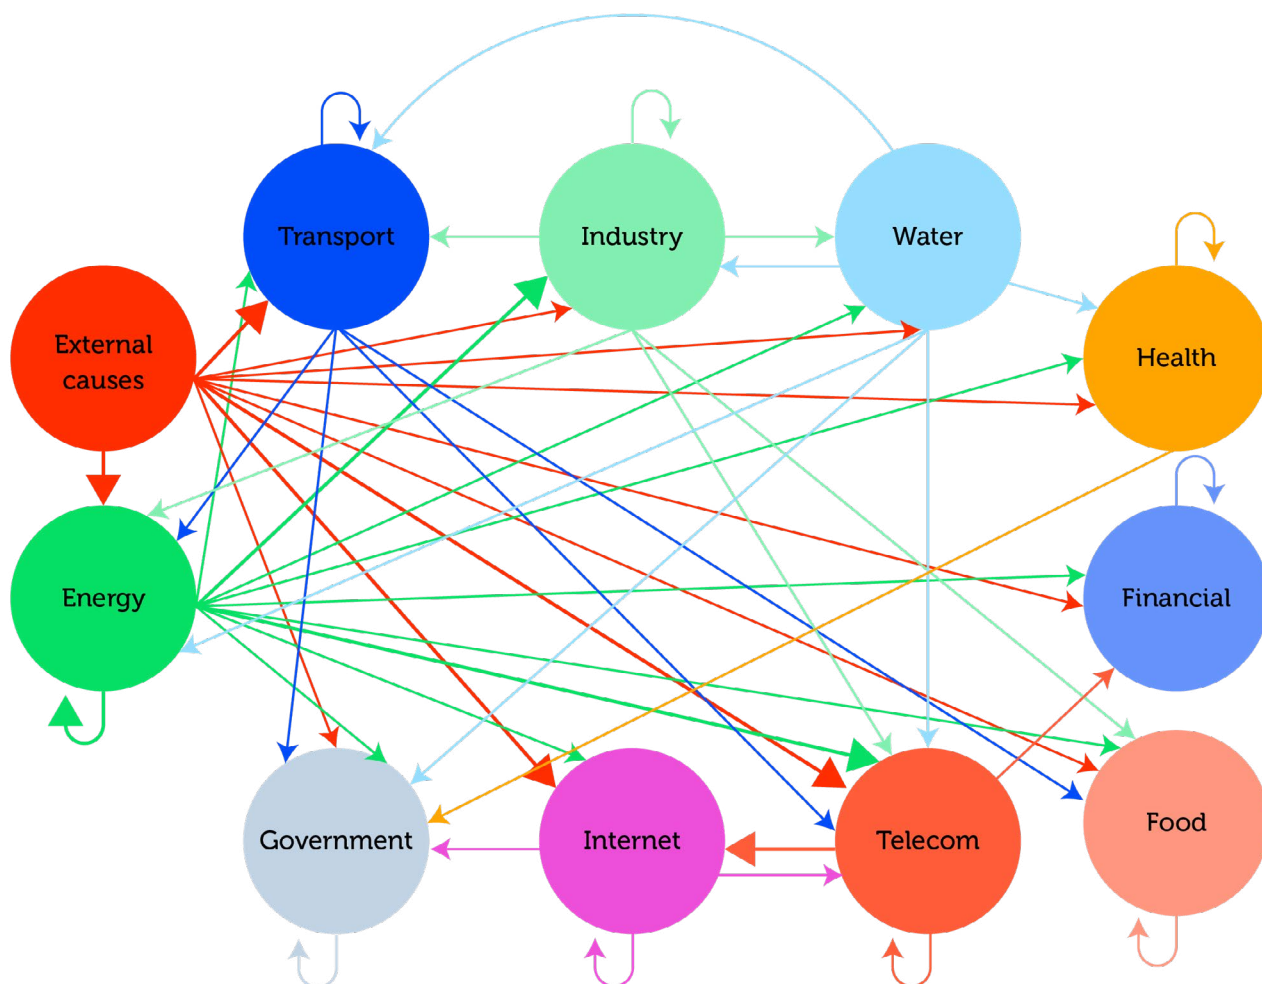 Transport
Industry
Water
External
causes
Health
Energy
Financial
Government
Internet
Telecom
Food